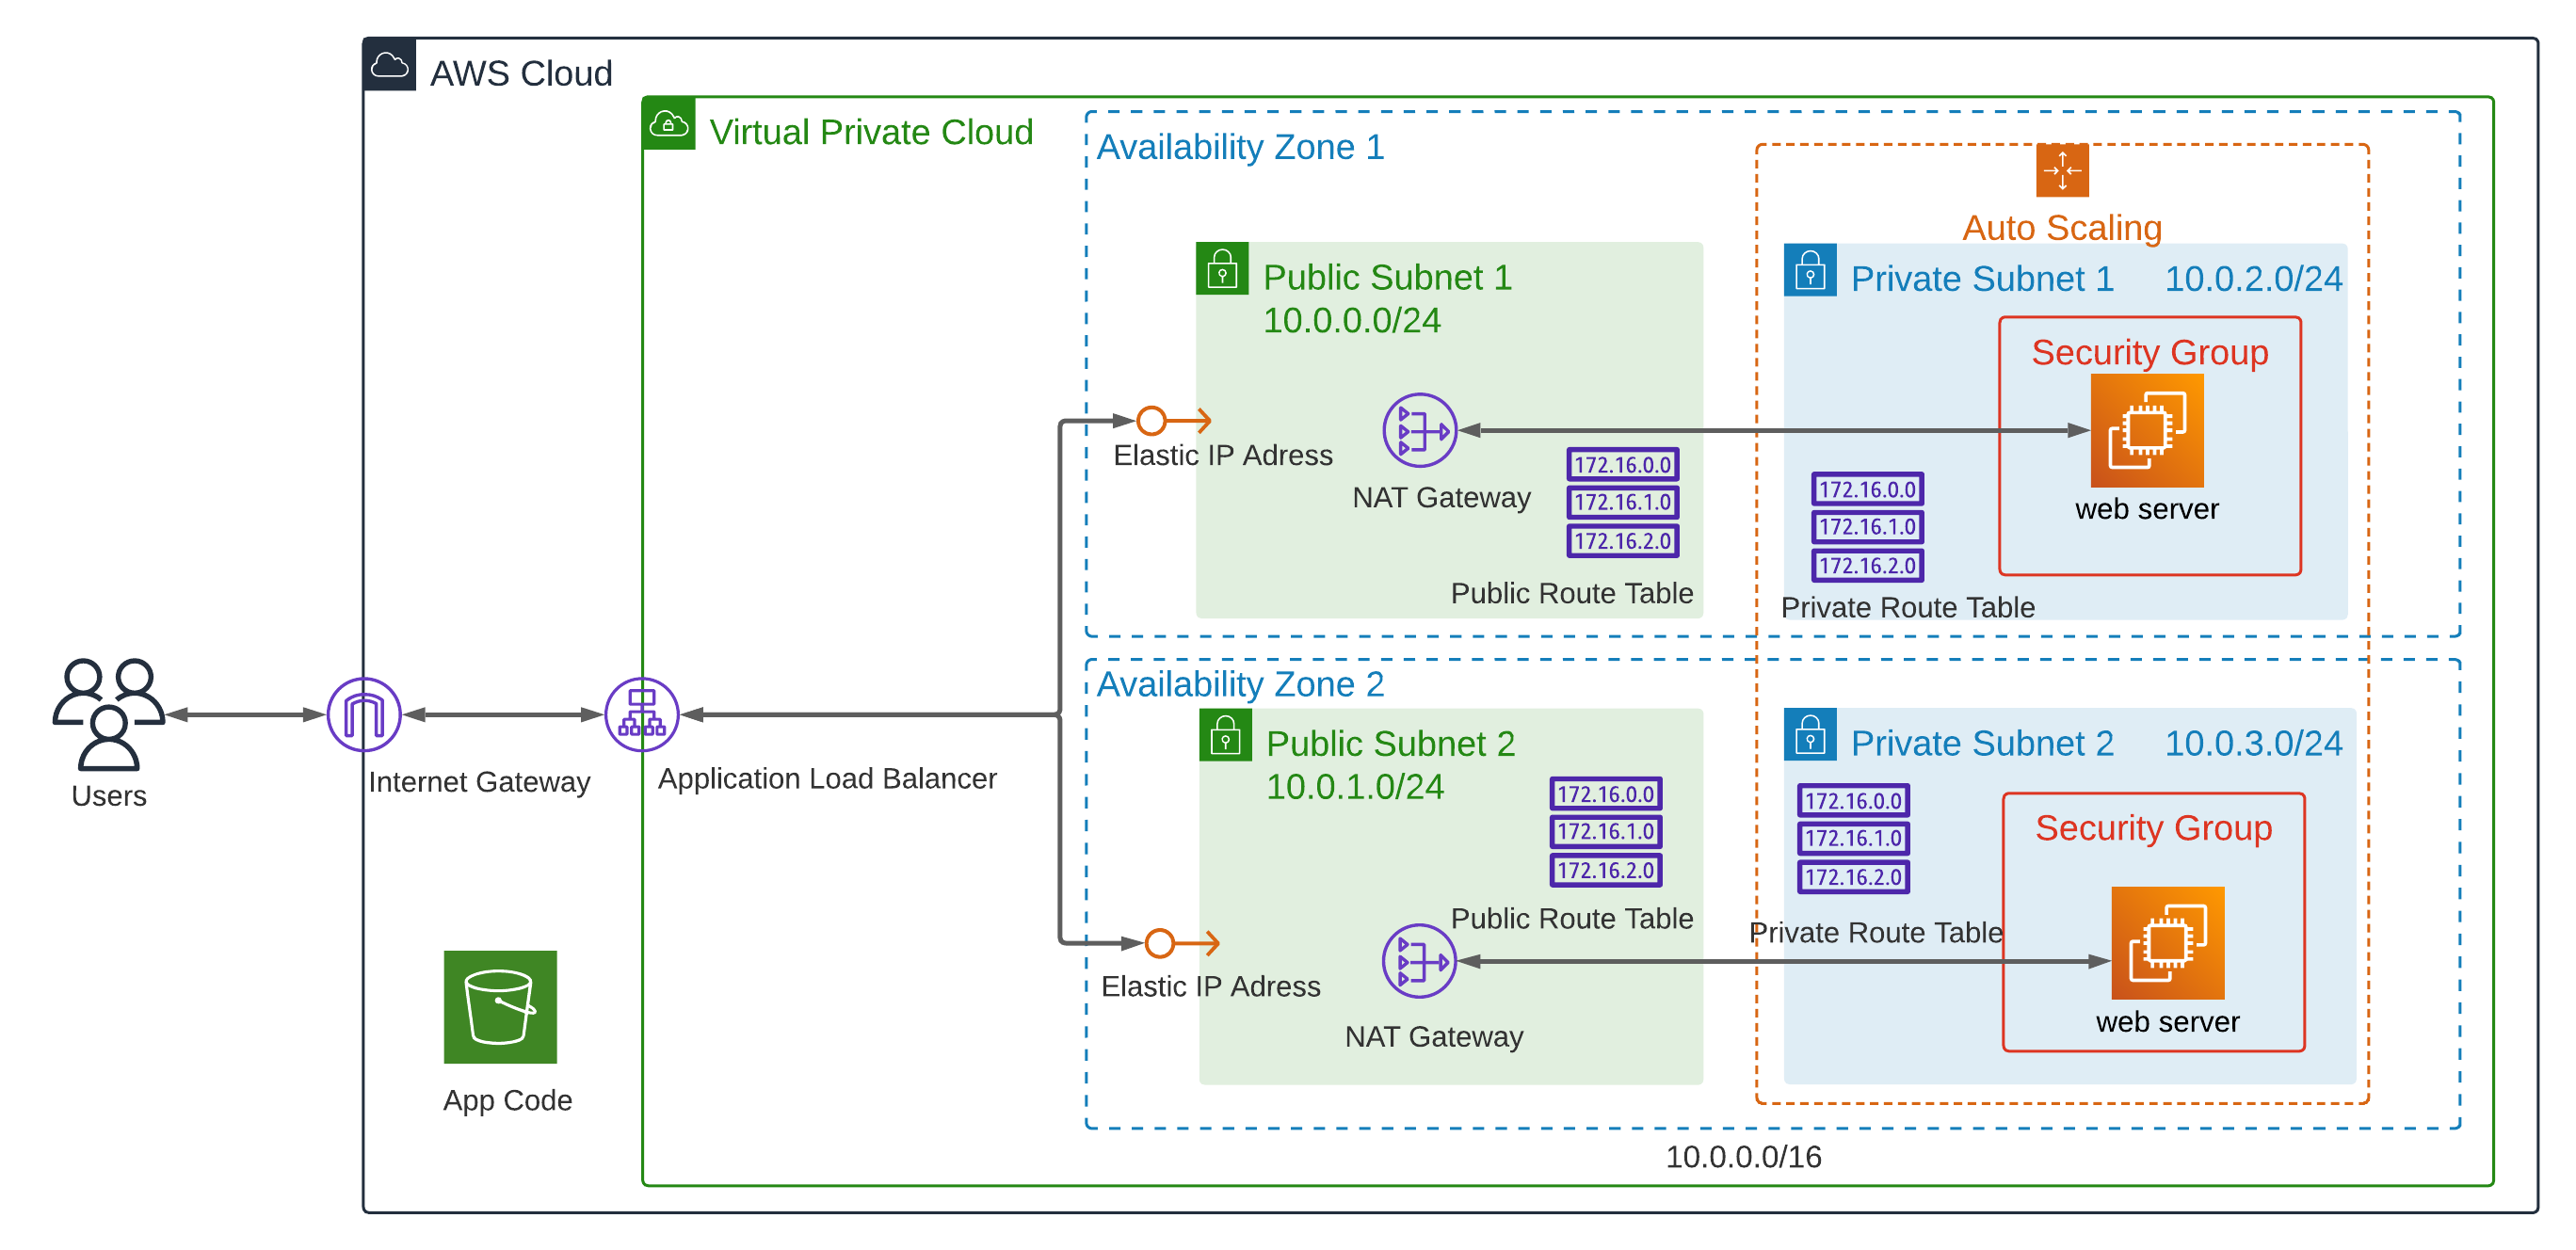 AWS Cloud
Virtual Private Cloud
Availability Zone 1
Auto Scaling
Public Subnet 1
10.0.0.0/24
Private Subnet 1 10.0.2.0/24
Security Group
Elastic IP Adress
NAT Gateway
172.16.0.0
172.16.1.0
172.16.2.0
Public Route Table
172.16.0.0
172.16.1.0
172.16.2.0
Private Route Table
web server
Users
Internet Gateway
Application Load Balancer
Availability Zone 2
Public Subnet 2
10.0.1.0/24
172.16.0.0
172.16.1.0
172.16.2.0
Public Route Table
Elastic IP Adress
NAT Gateway
Private Subnet 2 10.0.3.0/24
172.16.0.0
172.16.1.0
172.16.2.0
Private Route Table
Security Group
web server
App Code
10.0.0.0/16